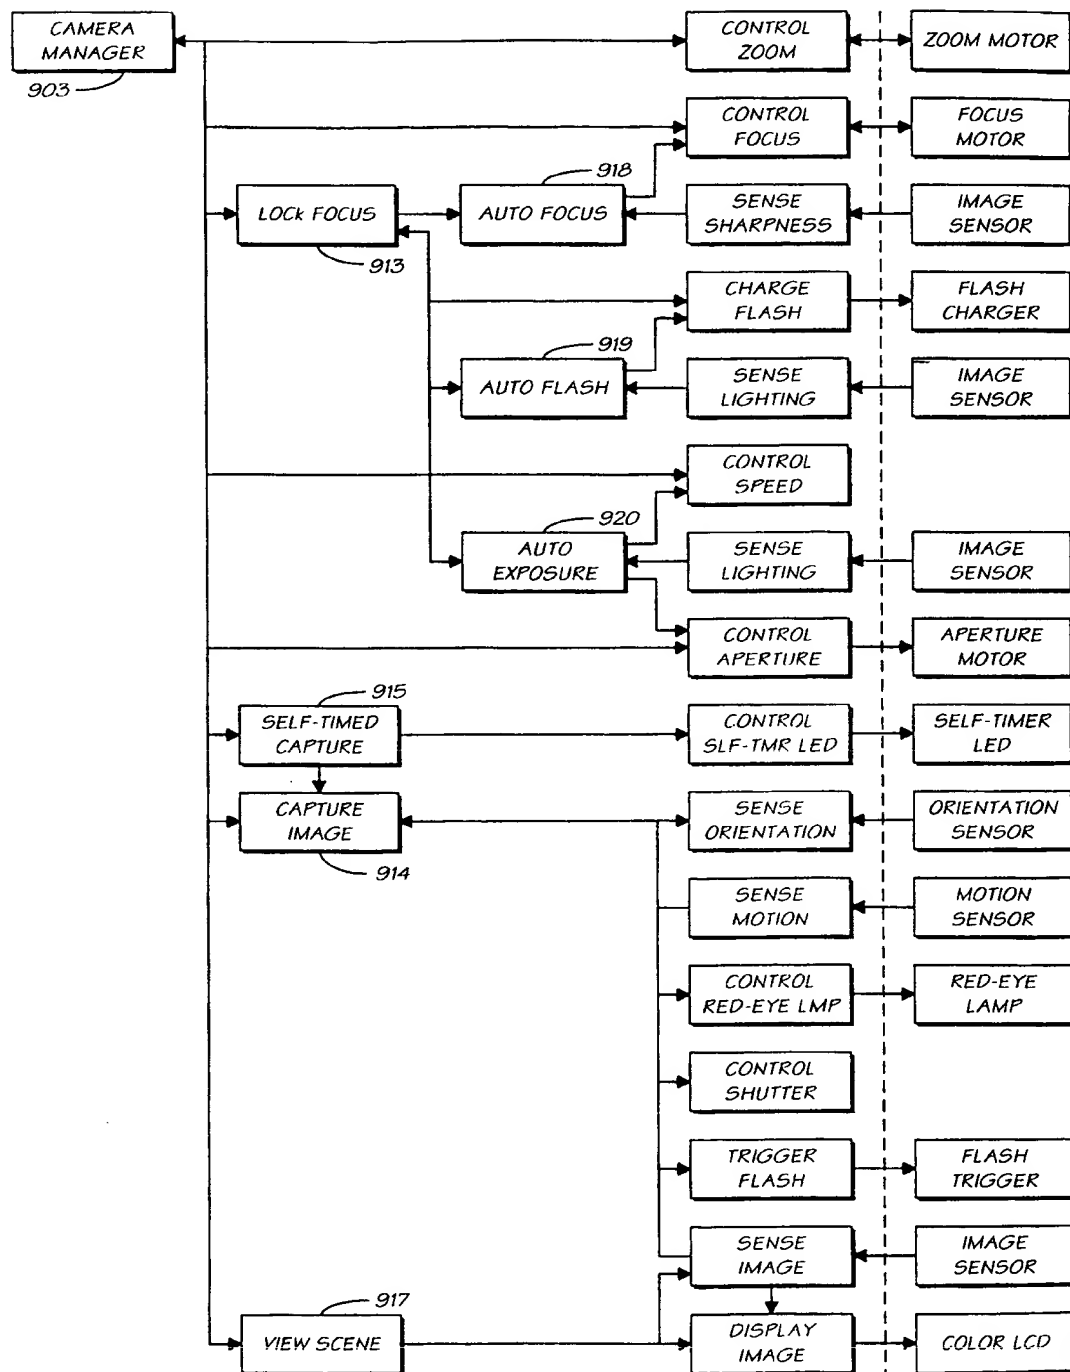 CAMERA
MANAGER
903
CONTROL
ZOOM
ZOOM MOTOR
CONTROL
FOCUS
FOCUS
MOTOR
918
LOCK FOCUS
913
AUTO FOCUS
SENSE
SHARPNESS
IMAGE
SENSOR
CHARGE
FLASH
FLASH
CHARGER
919
AUTO FLASH
SENSE
LIGHTING
IMAGE
SENSOR
CONTROL
SPEED
920
AUTO
EXPOSURE
SENSE
LIGHTING
IMAGE
SENSOR
CONTROL
APERTURE
APERTURE
MOTOR
915
SELF-TIMED
CAPTURE
CONTROL
SLF-TMR LED
SELF-TIMER
LED
CAPTURE
IMAGE
914
SENSE
ORIENTATION
ORIENTATION
SENSOR
SENSE
MOTION
MOTION
SENSOR
CONTROL
RED-EYE LMP
RED-EYE
LAMP
CONTROL
SHUTTER
TRIGGER
FLASH
FLASH
TRIGGER
SENSE
IMAGE
IMAGE
SENSOR
917
VIEW SCENE
DISPLAY
IMAGE
COLOR LCD